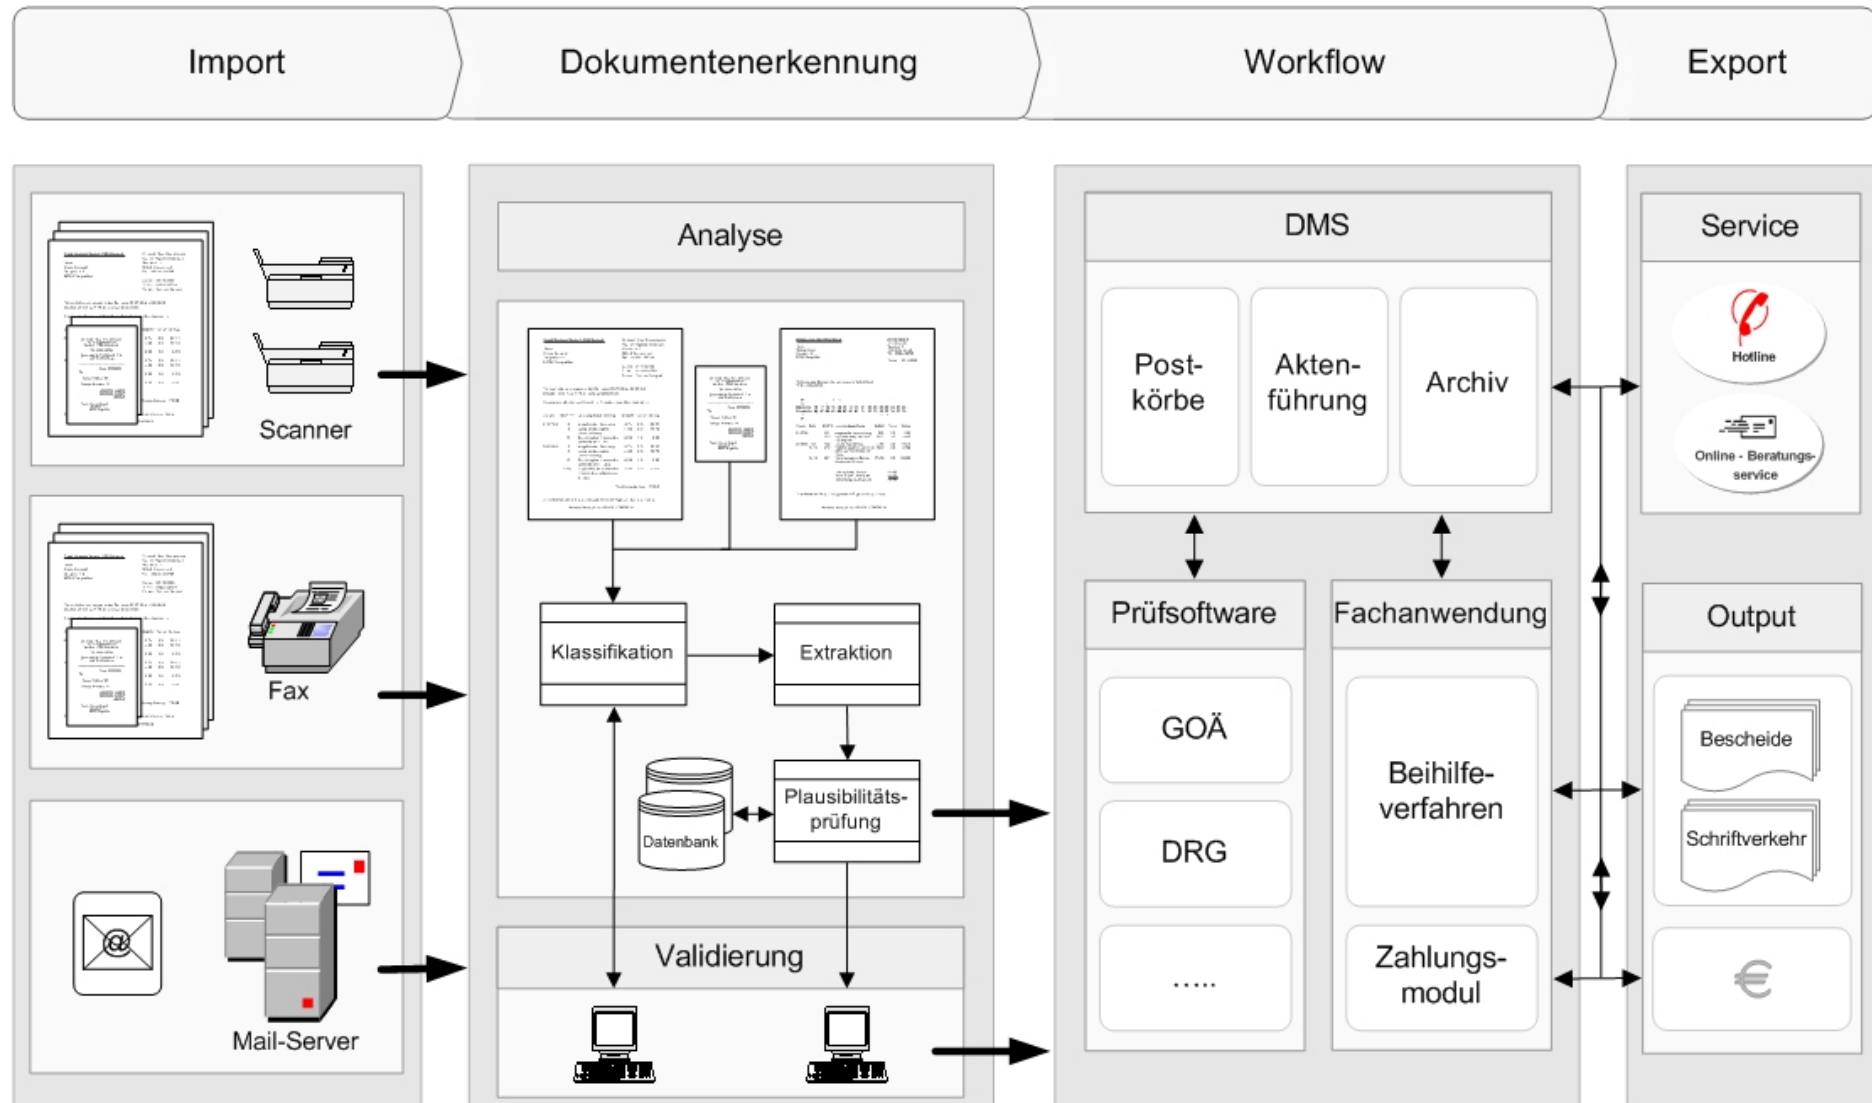 Import
Dokumentenerkennung
Workflow
Export
Scanner
Fax
@
Mail-Server
Analyse
Klassifikation
Extraktion
Datenbank
Plausibilitäts-
prüfung
Validierung
DMS
Post-
körbe
Akten-
führung
Archiv
Prüfsoftware
GOÄ
DRG
.....
Fachanwendung
Beihilfe-
verfahren
Zahlungs-
modul
Service
Hotline
Online - Beratungs-
service
Output
Bescheide
Schriftverkehr
€